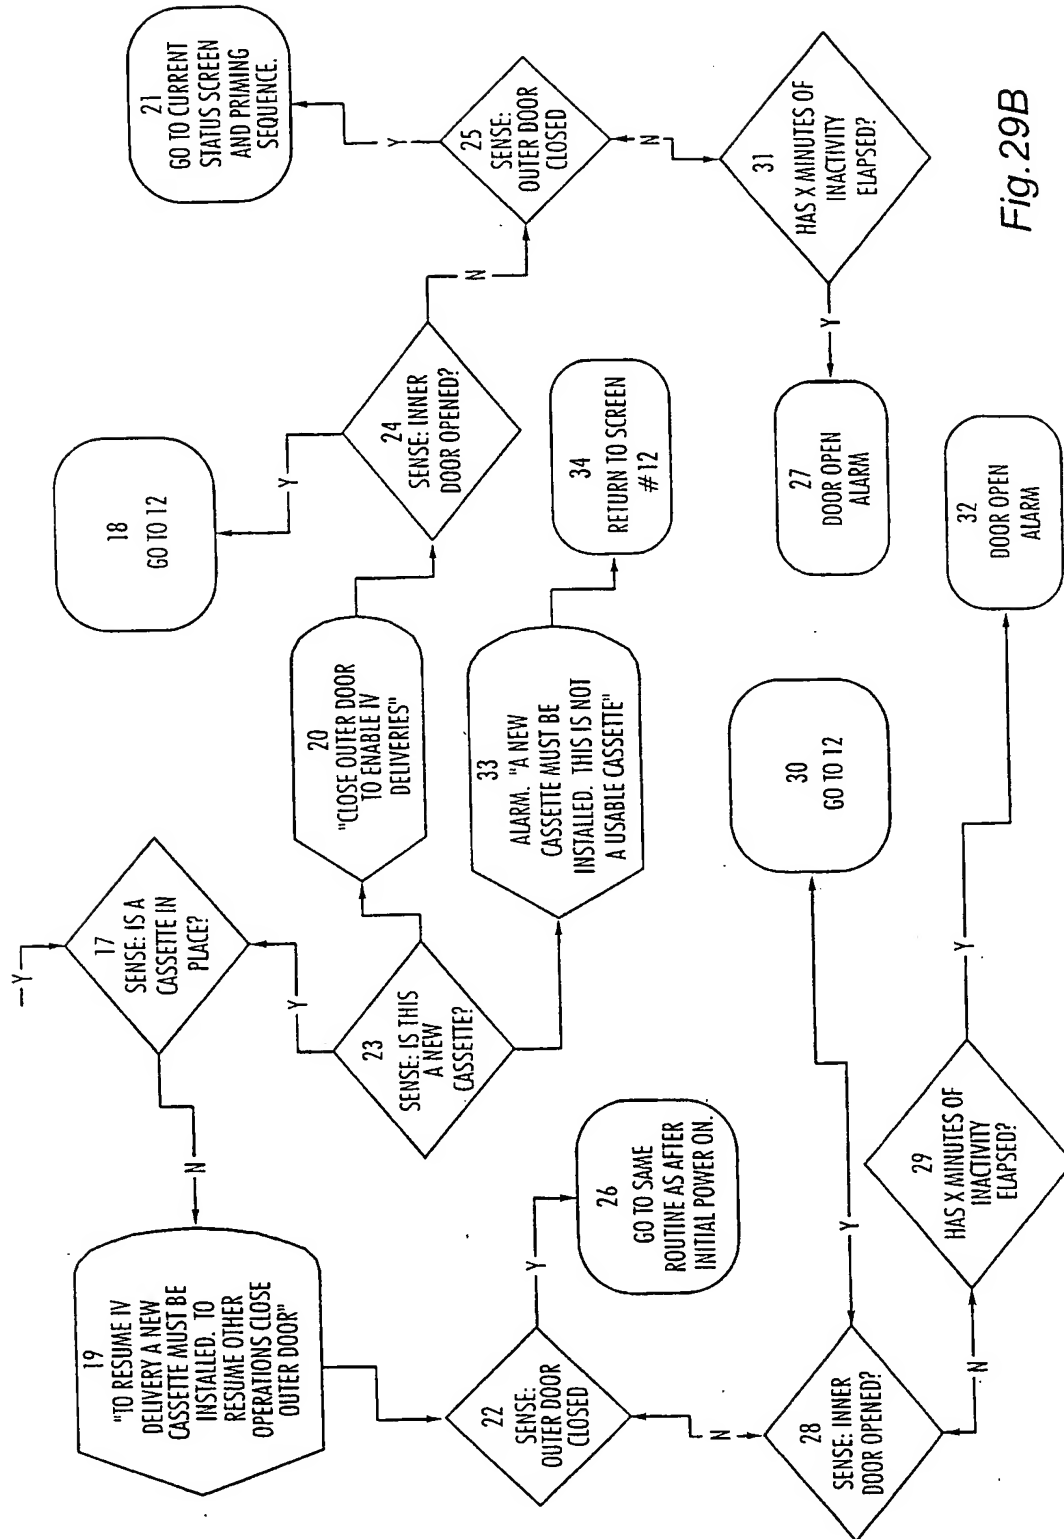 Y
17
SENSE: IS A
CASSETTE IN
PLACE?
N
Y
19
"TO RESUME IV
DELIVERY A NEW
CASSETTE MUST BE
INSTALLED. TO
RESUME OTHER
OPERATIONS CLOSE
OUTER DOOR"
23
SENSE: IS THIS
A NEW
CASSETTE?
20
"CLOSE OUTER DOOR
TO ENABLE IV
DELIVERIES"
18
GO TO 12
Y
24
SENSE: INNER
DOOR OPENED?
N
21
GO TO CURRENT
STATUS SCREEN
AND PRIMING
SEQUENCE.
Y
25
SENSE:
OUTER DOOR
CLOSED
N
22
SENSE:
OUTER DOOR
CLOSED
Y
26
GO TO SAME
ROUTINE AS AFTER
INITIAL POWER ON.
33
ALARM. "A NEW
CASSETTE MUST BE
INSTALLED. THIS IS NOT
A USABLE CASSETTE"
34
RETURN TO SCREEN
#12
31
HAS X MINUTES OF
INACTIVITY
ELAPSED?
Y
27
DOOR OPEN
ALARM
N
28
SENSE: INNER
DOOR OPENED?
Y
30
GO TO 12
N
29
HAS X MINUTES OF
INACTIVITY
ELAPSED?
Y
32
DOOR OPEN
ALARM
Fig.29B